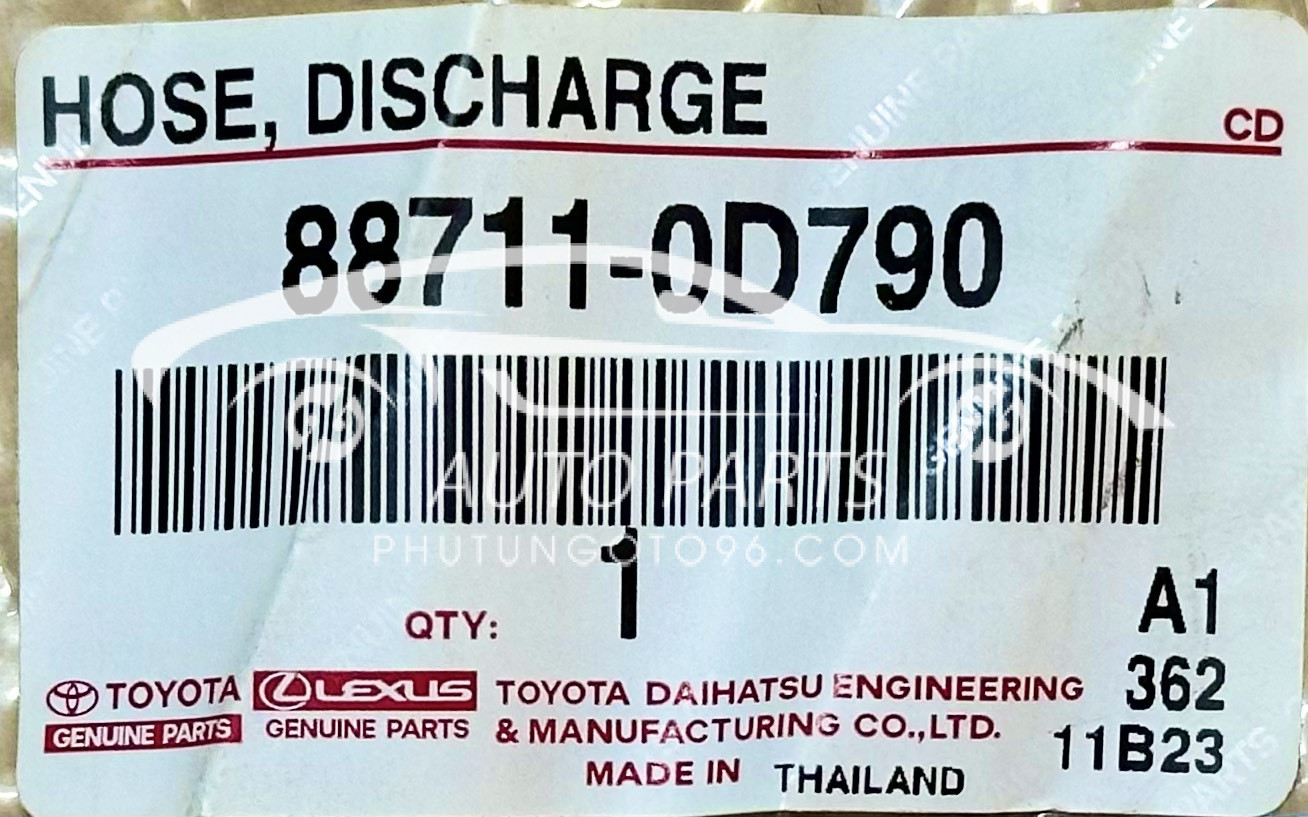 HOSE, DISCHARGE
CD
88711-0D790
AUTO PARTS
PHUTUNGOTO96.COM
1
QTY:
A1
TOYOTA
GENUINE PARTS
LEXUS
GENUINE PARTS
TOYOTA DAIHATSU ENGINEERING
& MANUFACTURING CO.,LTD.
MADE IN THAILAND
362
11B23